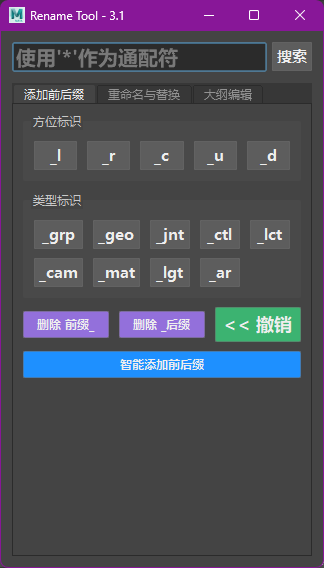 Rename Tool - 3.1
使用'*'作为通配符 搜索
添加前后缀 重命名与替换 大纲编辑
方位标识
_l _r _c _u _d
类型标识
_grp _geo _jnt _ctl _lct
_cam _mat _lgt _ar
删除 前缀_ 删除 _后缀 << 撤销
智能添加前后缀